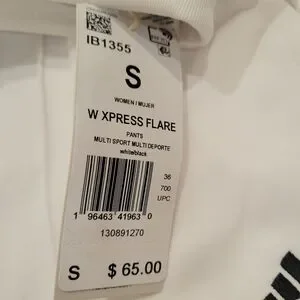 IB1355
S
WOMEN / MUJER
W XPRESS FLARE
PANTS
MULTI SPORT MULTI DEPORTE
white/black
36
700
UPC
1 96463 41963 0
130891270
S $ 65.00